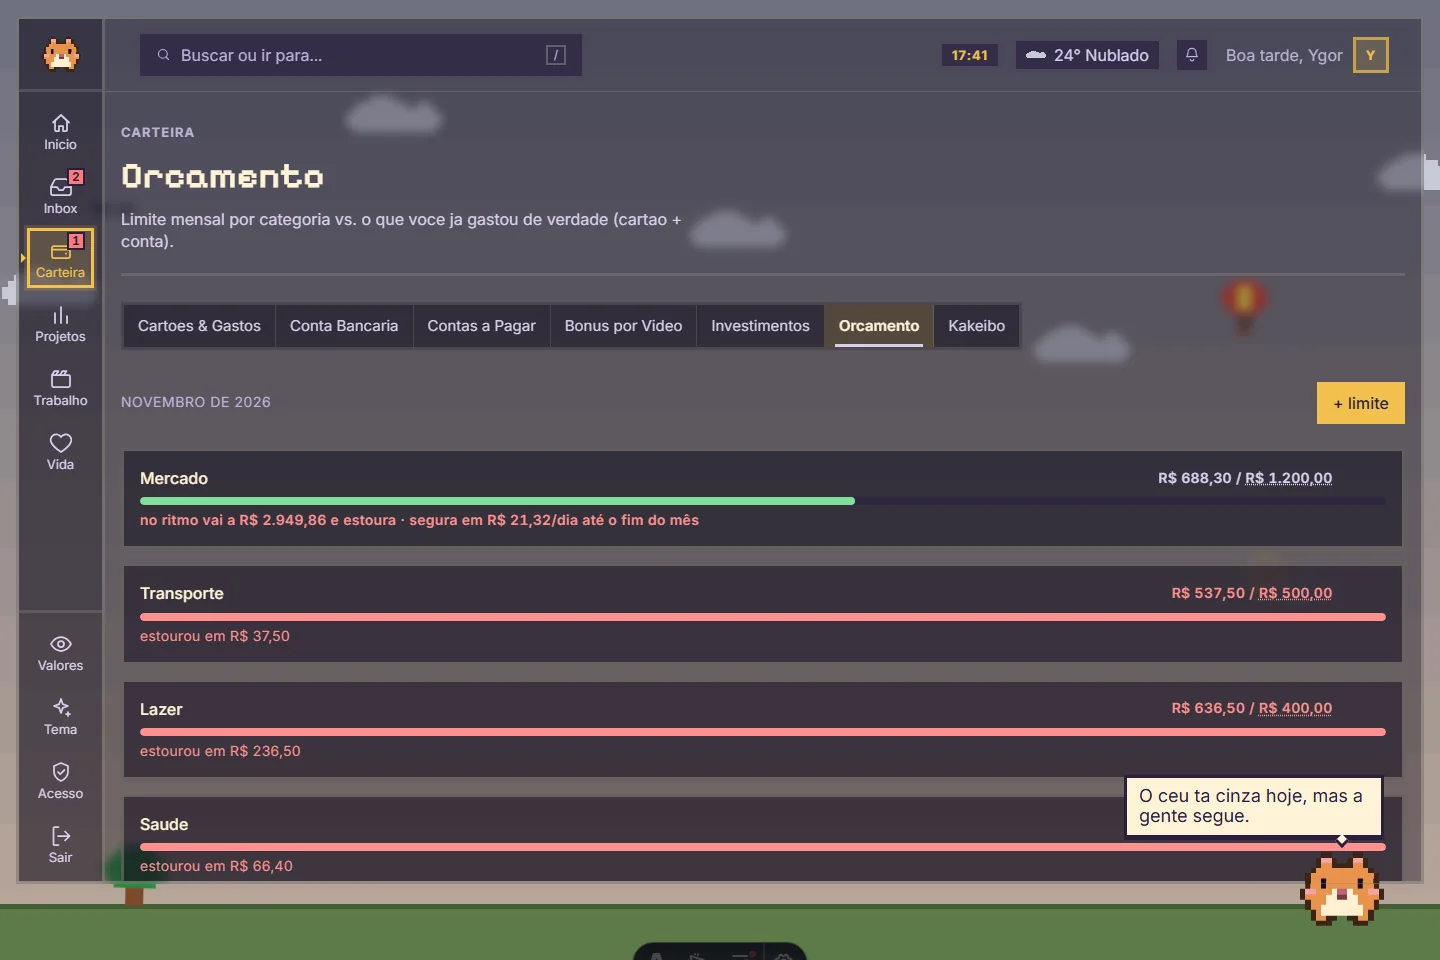 Buscar ou ir para...
/
17:41
24° Nublado
Boa tarde, Ygor
Y
Inicio
2
Inbox
1
Carteira
Projetos
Trabalho
Vida
Valores
Tema
Acesso
Sair
CARTEIRA
Orcamento
Limite mensal por categoria vs. o que voce ja gastou de verdade (cartao +
conta).
Cartoes & Gastos
Conta Bancaria
Contas a Pagar
Bonus por Video
Investimentos
Orcamento
Kakeibo
NOVEMBRO DE 2026
+ limite
Mercado
R$ 688,30 / R$ 1.200,00
no ritmo vai a R$ 2.949,86 e estoura · segura em R$ 21,32/dia até o fim do mês
Transporte
R$ 537,50 / R$ 500,00
estourou em R$ 37,50
Lazer
R$ 636,50 / R$ 400,00
estourou em R$ 236,50
Saude
estourou em R$ 66,40
O ceu ta cinza hoje, mas a
gente segue.